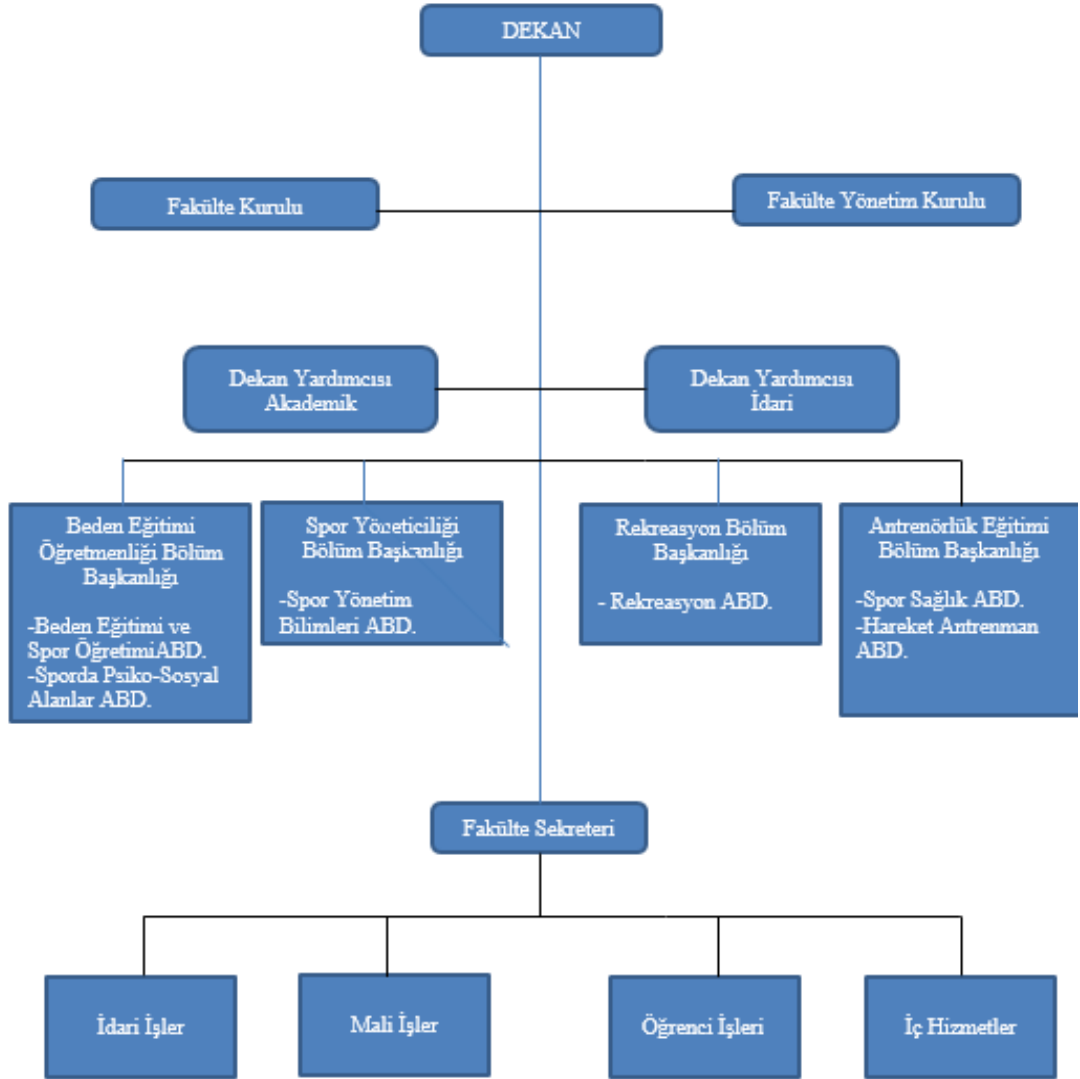 DEKAN
Fakülte Kurulu
Fakülte Yönetim Kurulu
Dekan Yardımcısı
Akademik
Dekan Yardımcısı
İdari
Beden Eğitimi
Öğretmenliği Bölüm
Başkanlığı
-Beden Eğitimi ve
Spor ÖğretimiABD.
-Sporda Psiko-Sosyal
Alanlar ABD.
Spor Yöneticiliği
Bölüm Başkanlığı
-Spor Yönetim
Bilimleri ABD.
Rekreasyon Bölüm
Başkanlığı
- Rekreasyon ABD.
Antrenörlük Eğitimi
Bölüm Başkanlığı
-Spor Sağlık ABD.
-Hareket Antrenman
ABD.
Fakülte Sekreteri
İdari İşler
Mali İşler
Öğrenci İşleri
İç Hizmetler